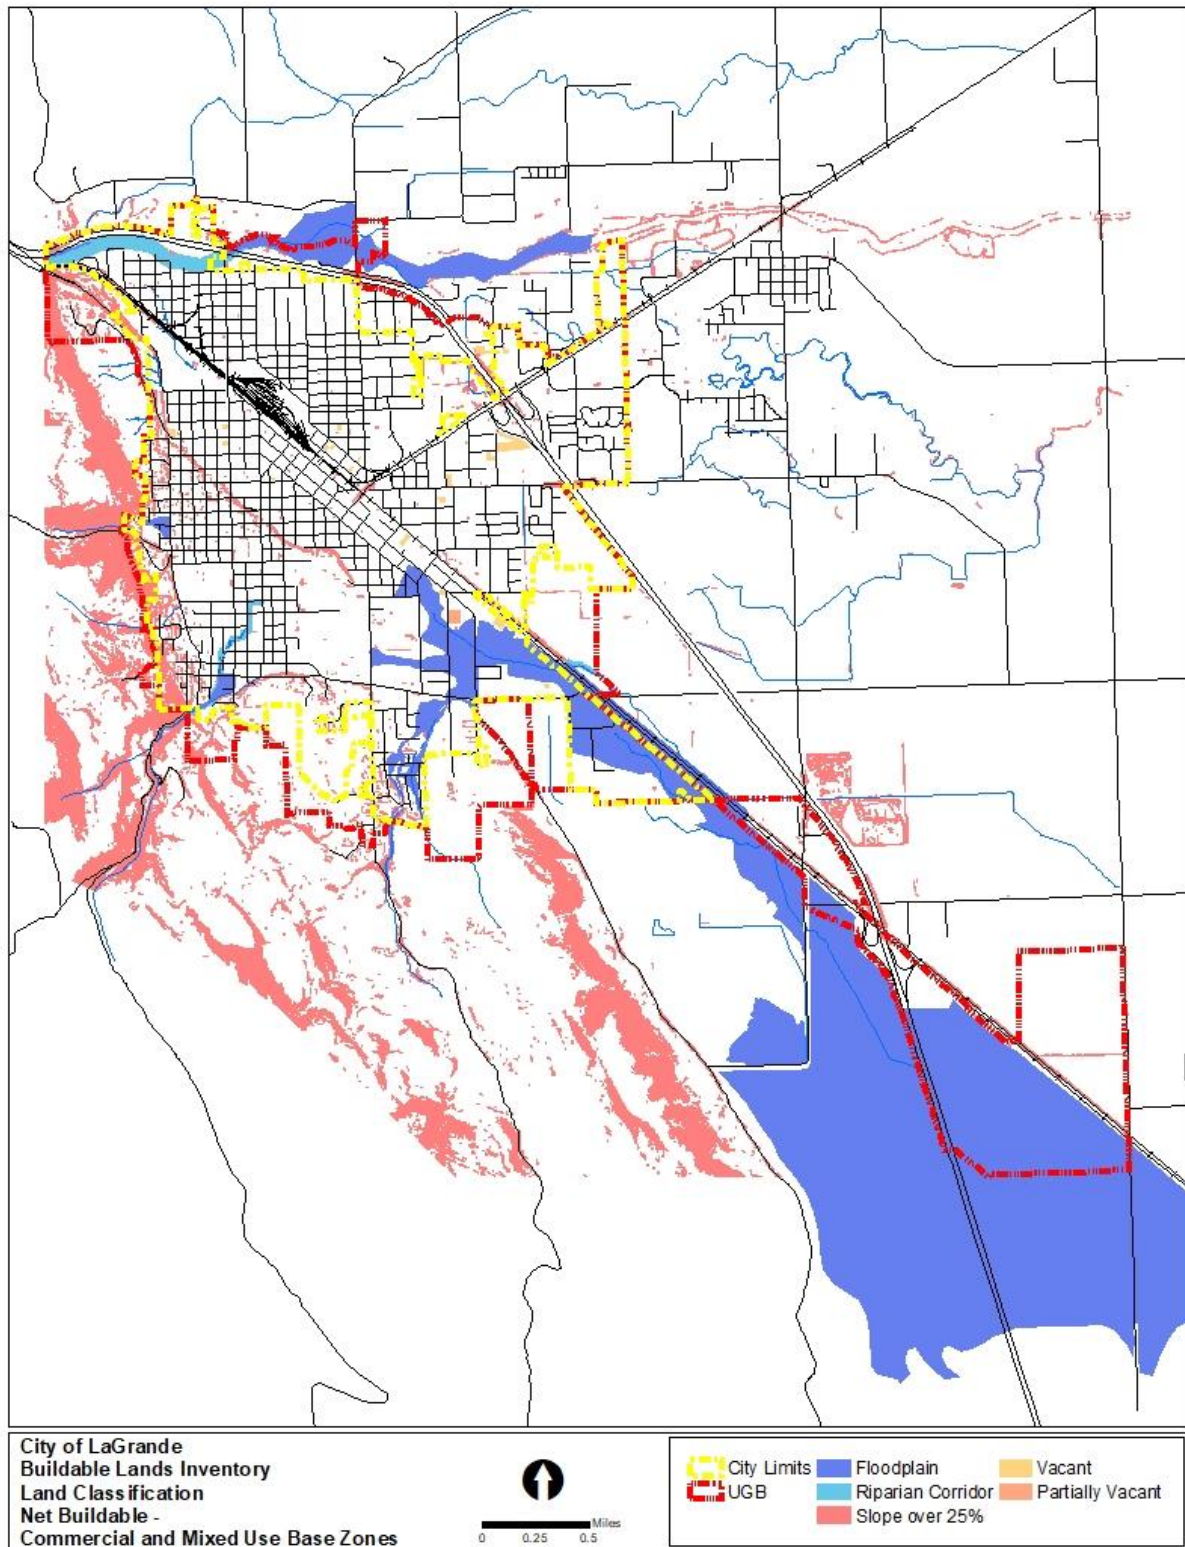 City of LaGrande
Buildable Lands Inventory
Land Classification
Net Buildable -
Commercial and Mixed Use Base Zones
Miles
0 0.25 0.5
City Limits
UGB
Floodplain
Riparian Corridor
Slope over 25%
Vacant
Partially Vacant